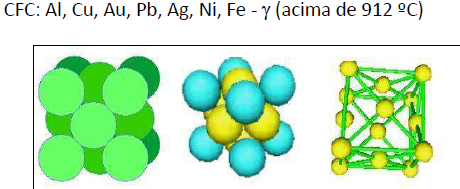 CFC: Al, Cu, Au, Pb, Ag, Ni, Fe - γ (acima de 912 ºC)